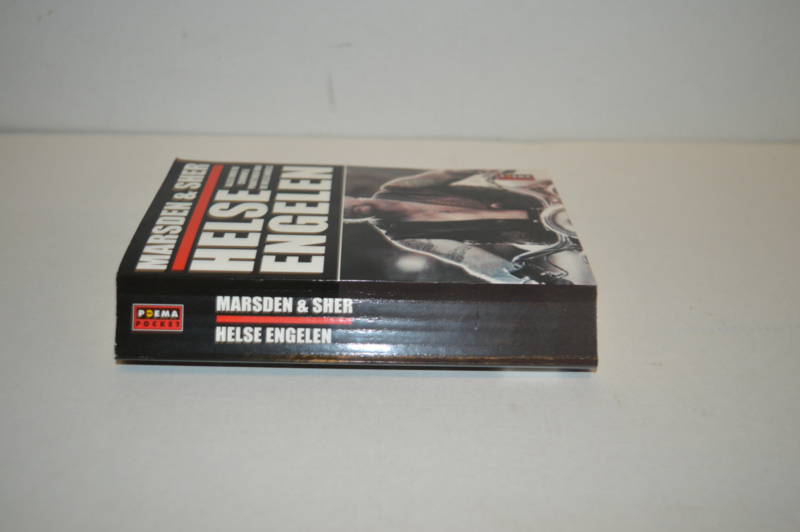 MARSDEN & SHER
HELSE
ENGELEN
POEMA
POCKET
MARSDEN & SHER
HELSE ENGELEN